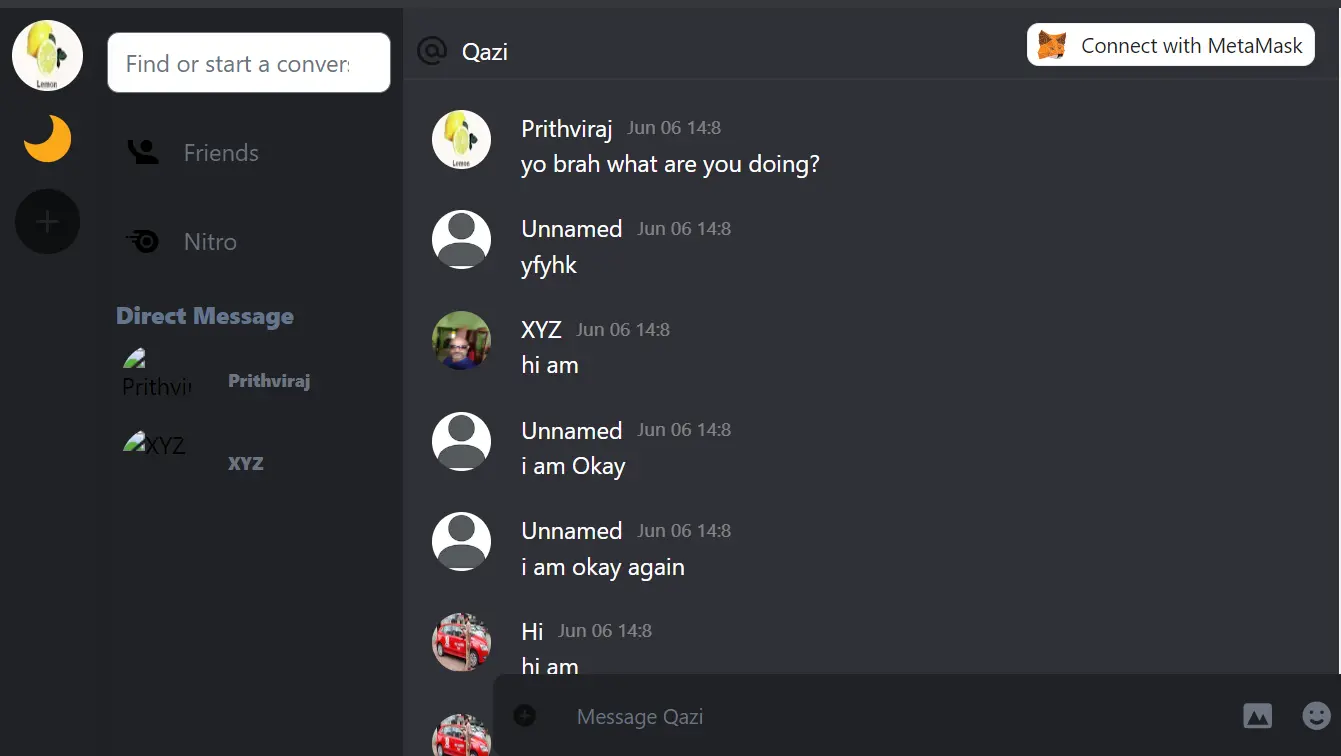 Lemon
Find or start a conver
Friends
Nitro
Direct Message
Prithvi
Prithviraj
XYZ
XYZ
Qazi
Connect with MetaMask
Prithviraj Jun 06 14:8
yo brah what are you doing?
Lemon
Unnamed Jun 06 14:8
yfyhk
XYZ Jun 06 14:8
hi am
Unnamed Jun 06 14:8
i am Okay
Unnamed Jun 06 14:8
i am okay again
Hi Jun 06 14:8
hi am
Message Qazi